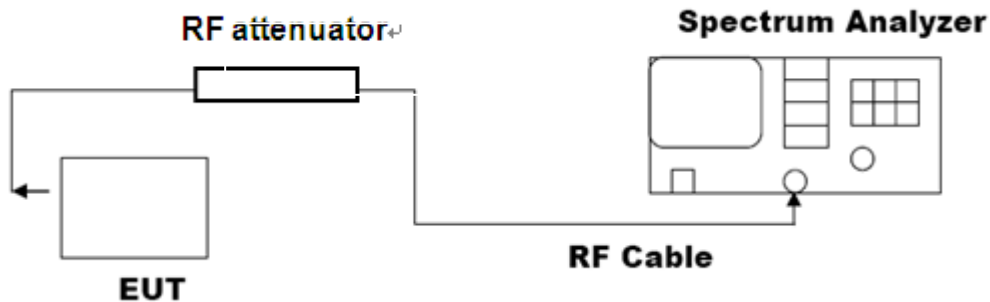 RF attenuator↵
Spectrum Analyzer
RF Cable
EUT